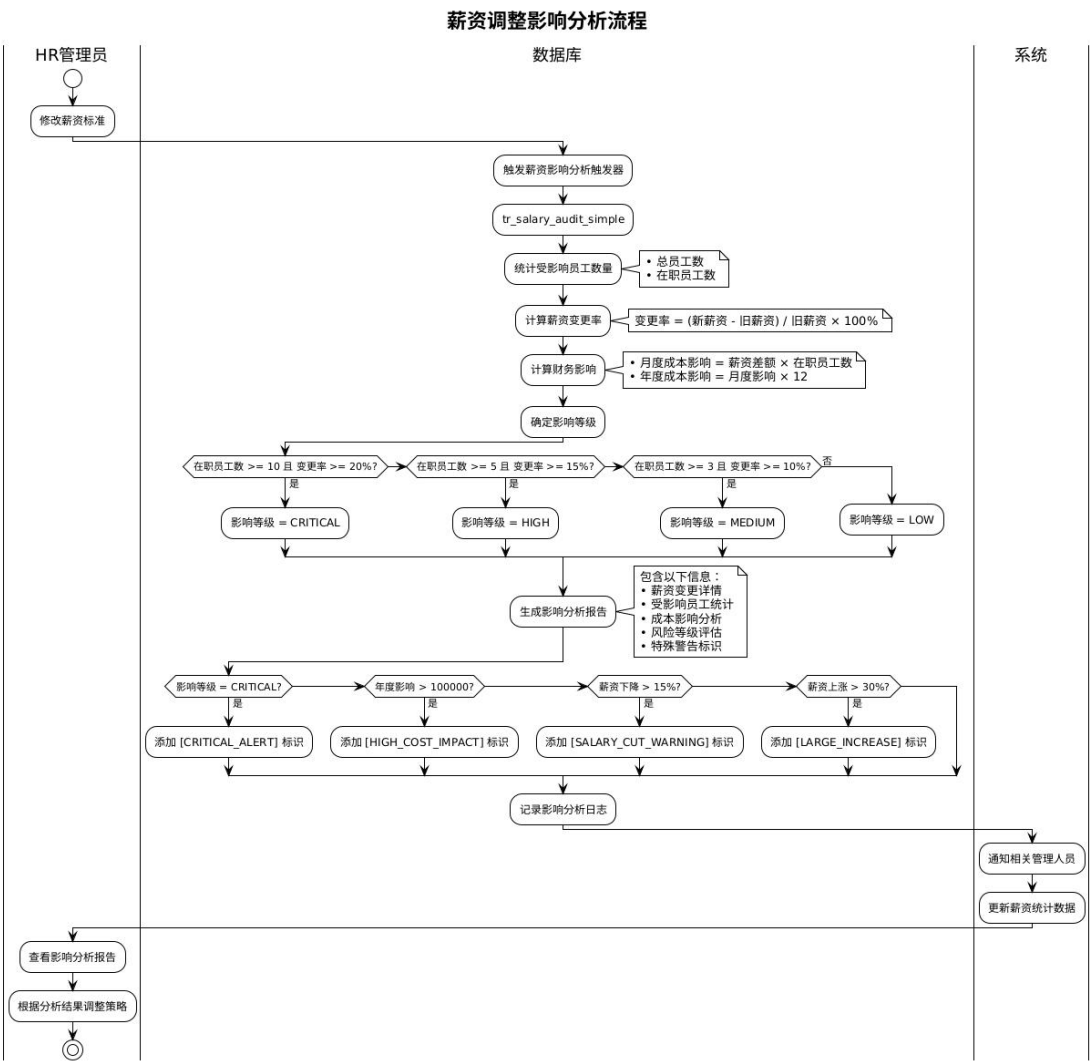 薪资调整影响分析流程
HR管理员
数据库
系统
修改薪资标准
触发薪资影响分析触发器
tr_salary_audit_simple
统计受影响员工数量
• 总员工数
• 在职员工数
计算薪资变更率
变更率 = (新薪资 - 旧薪资) / 旧薪资 × 100%
计算财务影响
• 月度成本影响 = 薪资差额 × 在职员工数
• 年度成本影响 = 月度影响 × 12
确定影响等级
在职员工数 >= 10 且 变更率 >= 20%?
是
影响等级 = CRITICAL
在职员工数 >= 5 且 变更率 >= 15%?
是
影响等级 = HIGH
在职员工数 >= 3 且 变更率 >= 10%?
是
影响等级 = MEDIUM
否
影响等级 = LOW
生成影响分析报告
包含以下信息：
• 薪资变更详情
• 受影响员工统计
• 成本影响分析
• 风险等级评估
• 特殊警告标识
影响等级 = CRITICAL?
是
添加 [CRITICAL_ALERT] 标识
年度影响 > 100000?
是
添加 [HIGH_COST_IMPACT] 标识
薪资下降 > 15%?
是
添加 [SALARY_CUT_WARNING] 标识
薪资上涨 > 30%?
是
添加 [LARGE_INCREASE] 标识
记录影响分析日志
通知相关管理人员
更新薪资统计数据
查看影响分析报告
根据分析结果调整策略